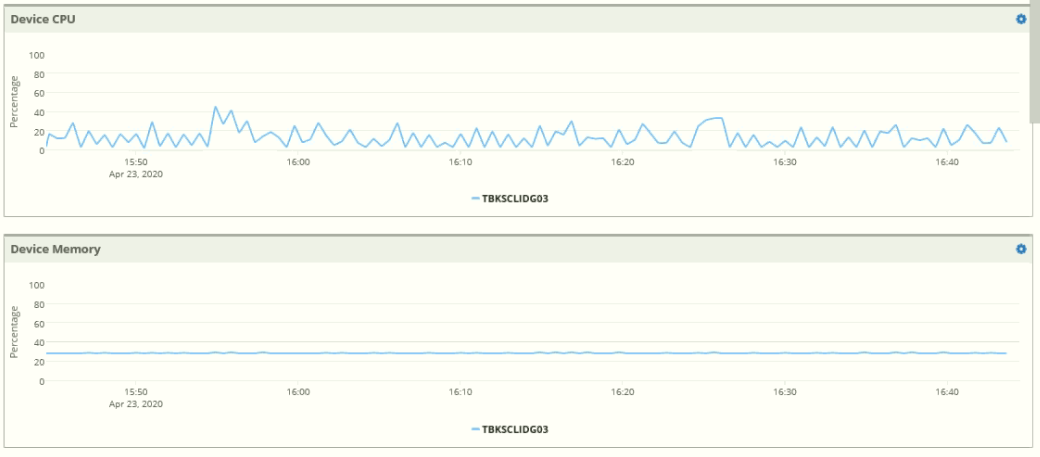 Device CPU
Percentage
100
80
60
40
20
0
15:50 16:00 16:10 16:20 16:30 16:40
Apr 23, 2020
TBKSCLIDG03
Device Memory
Percentage
100
80
60
40
20
0
15:50 16:00 16:10 16:20 16:30 16:40
Apr 23, 2020
TBKSCLIDG03